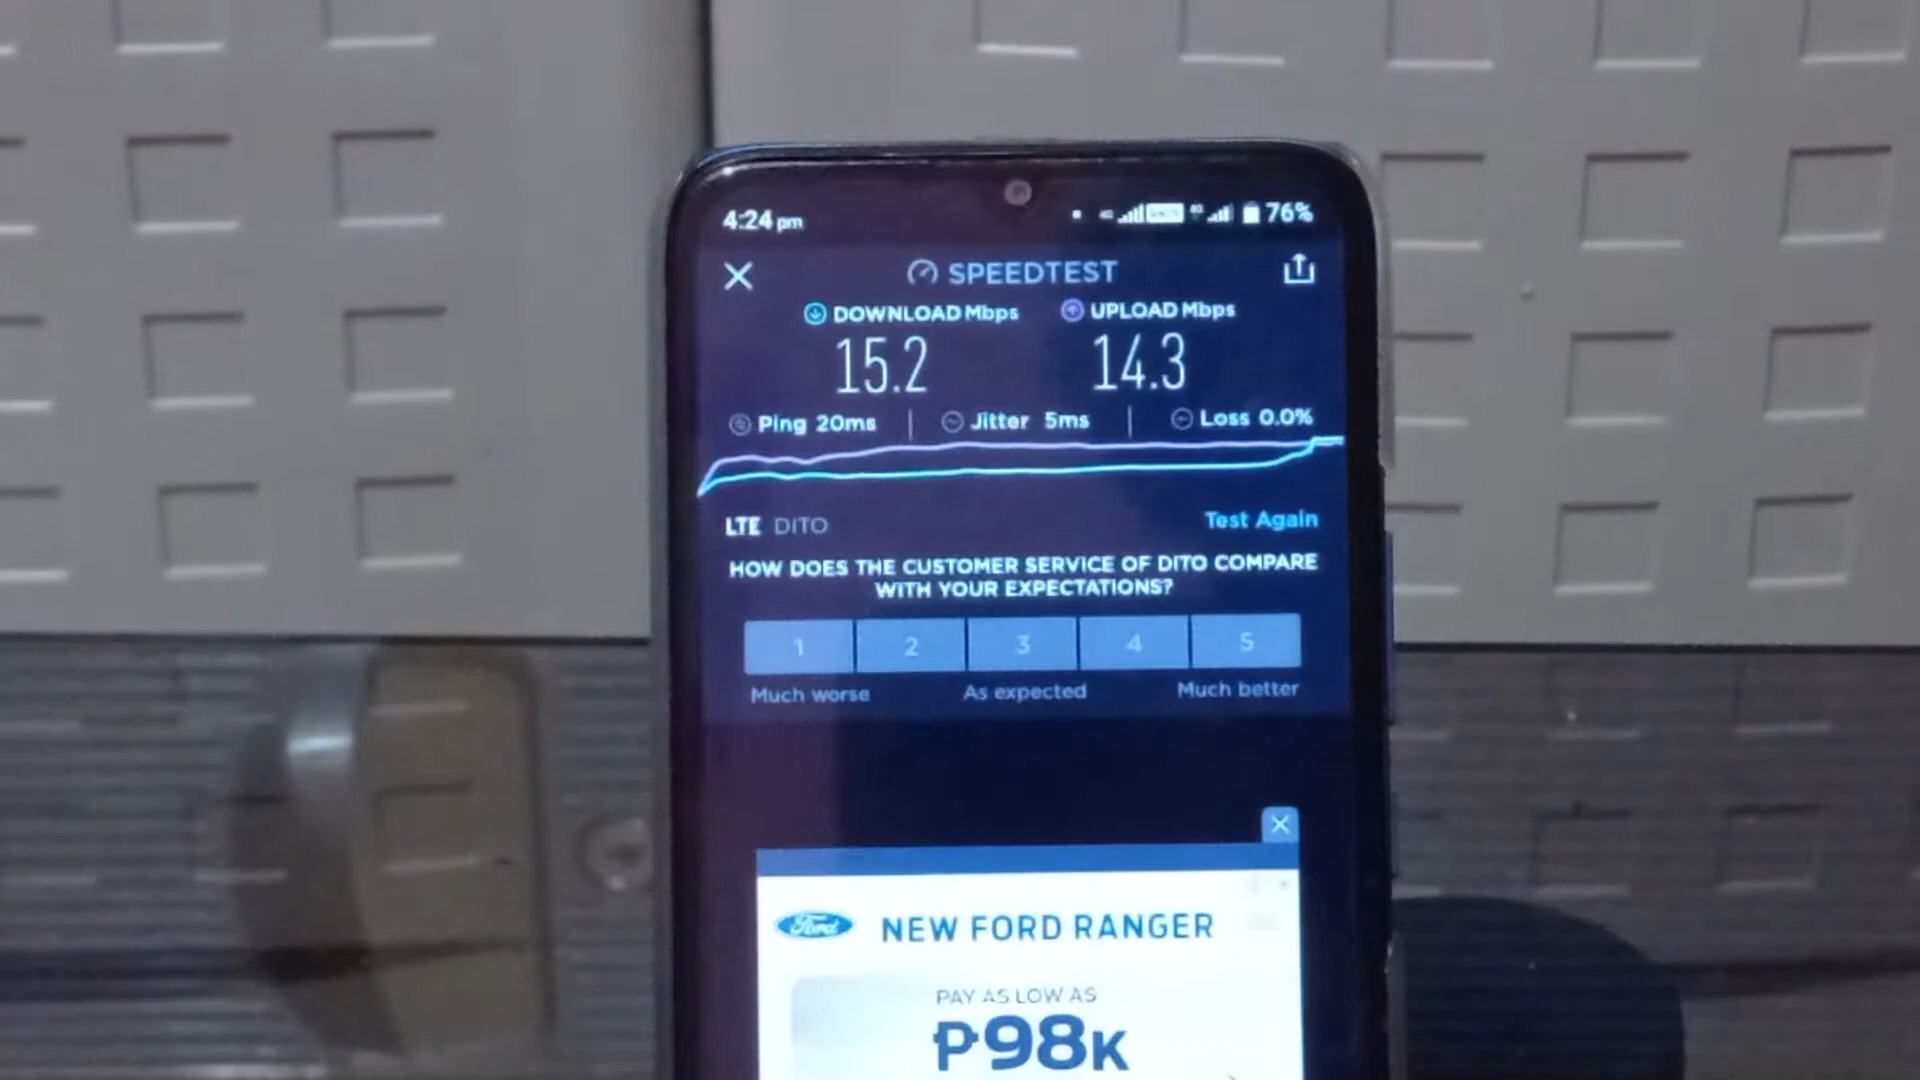 4:24 pm 76%
SPEEDTEST
DOWNLOAD Mbps UPLOAD Mbps
15.2 14.3
Ping 20ms Jitter 5ms Loss 0.0%
LTE DITO Test Again
HOW DOES THE CUSTOMER SERVICE OF DITO COMPARE
WITH YOUR EXPECTATIONS?
1 2 3 4 5
Much worse As expected Much better
Ford NEW FORD RANGER
PAY AS LOW AS
₱98K